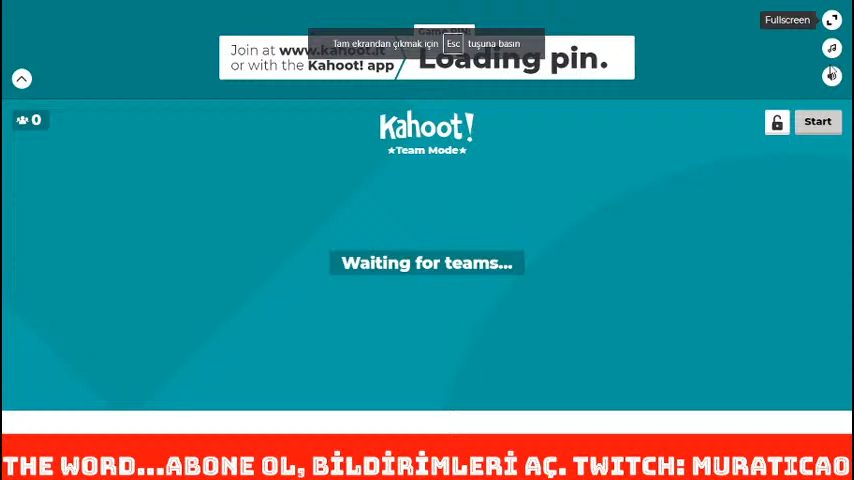 Fullscreen
Game PIN:
Tam ekrandan çıkmak için Esc tuşuna basın
Join at www.kahoot.it
or with the Kahoot! app
Loading pin.
0
Kahoot!
★Team Mode★
Start
Waiting for teams...
THE WORD...ABONE OL, BİLDİRİMLERİ AÇ. TWITCH: MURATICAO